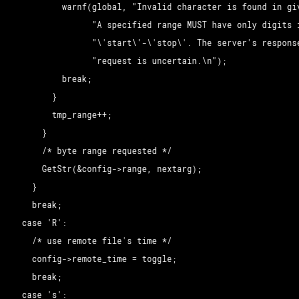 warnf(global, "Invalid character is found in
"A specified range MUST have only digits
"\'start\'-\'stop\'. The server's response
"request is uncertain.\n");
break;
}
tmp_range++;
}
/* byte range requested */
GetStr(&config->range, nextarg);
}
break;
case 'R':
/* use remote file's time */
config->remote_time = toggle;
break;
case 's':